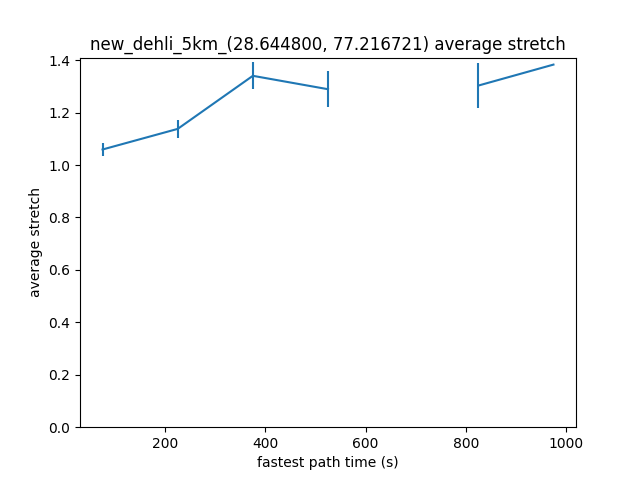 new_dehli_5km_(28.644800, 77.216721) average stretch
1.4
1.2
1.0
0.8
0.6
0.4
0.2
0.0
average stretch
200 400 600 800 1000
fastest path time (s)